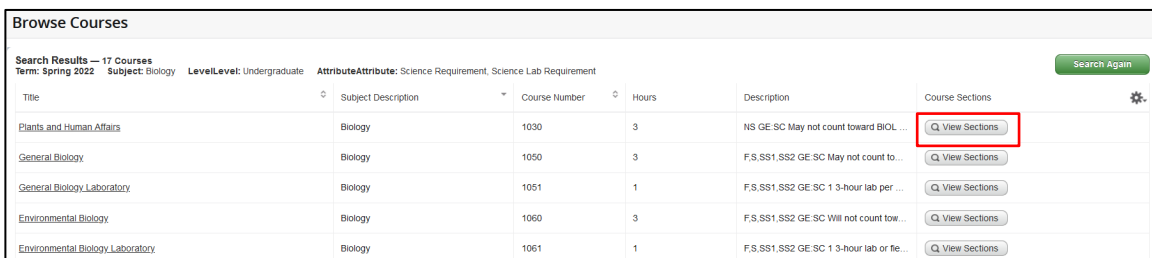 Browse Courses
Search Results — 17 Courses
Term: Spring 2022 Subject: Biology LevelLevel: Undergraduate AttributeAttribute: Science Requirement, Science Lab Requirement
Search Again
Title Subject Description Course Number Hours Description Course Sections
Plants and Human Affairs Biology 1030 3 NS GE:SC May not count toward BIOL ... View Sections
General Biology Biology 1050 3 F,S,SS1,SS2 GE:SC May not count to... View Sections
General Biology Laboratory Biology 1051 1 F,S,SS1,SS2 GE:SC 1 3-hour lab per ... View Sections
Environmental Biology Biology 1060 3 F,S,SS1,SS2 GE:SC Will not count tow... View Sections
Environmental Biology Laboratory Biology 1061 1 F,S,SS1,SS2 GE:SC 1 3-hour lab or fie... View Sections